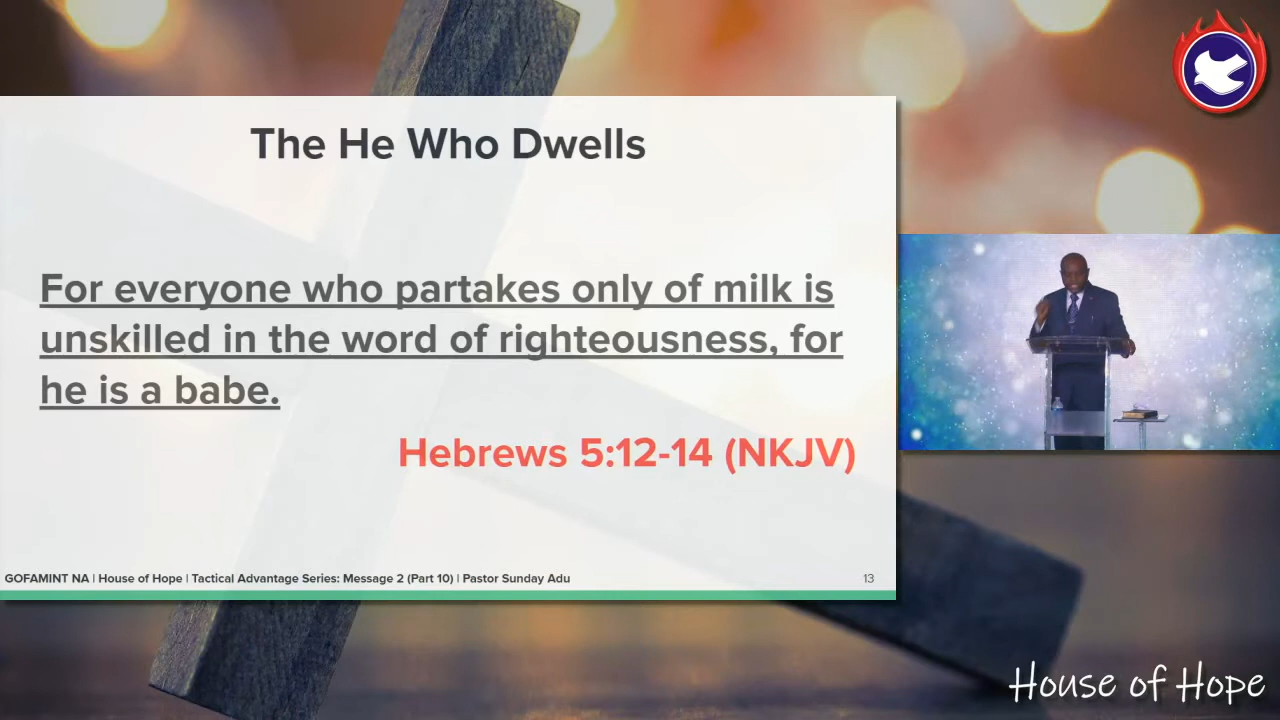 The He Who Dwells
For everyone who partakes only of milk is
unskilled in the word of righteousness, for
he is a babe.
Hebrews 5:12-14 (NKJV)
GOFAMINT NA | House of Hope | Tactical Advantage Series: Message 2 (Part 10) | Pastor Sunday Adu
13
House of Hope